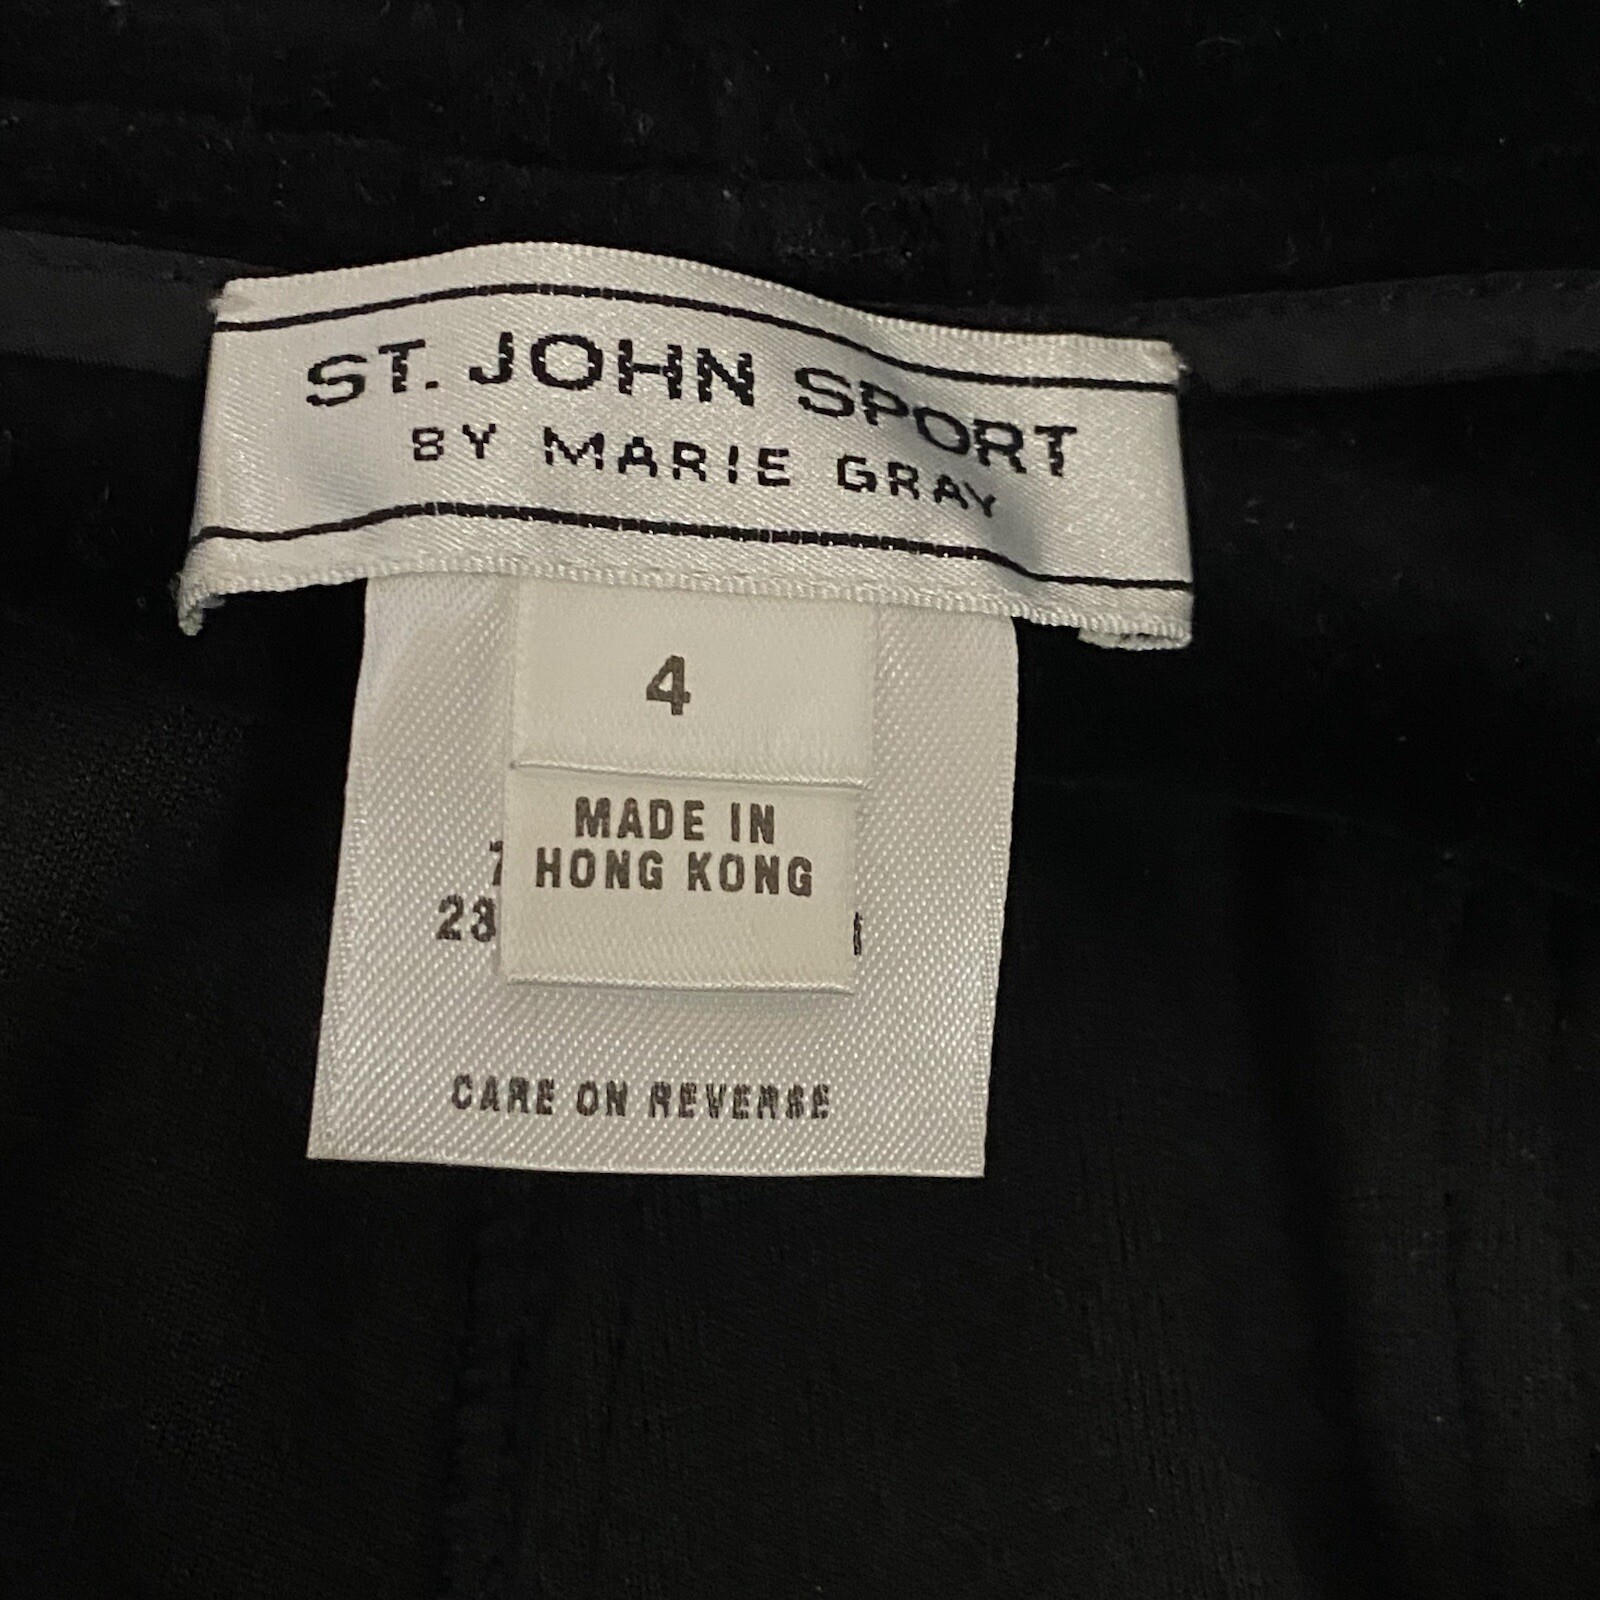 ST. JOHN SPORT
BY MARIE GRAY
4
MADE IN
HONG KONG
CARE ON REVERSE